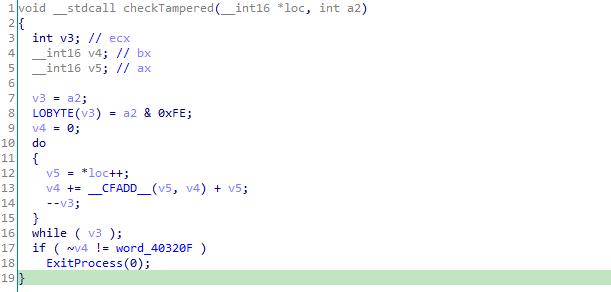 1 void __stdcall checkTampered(__int16 *loc, int a2)
2 {
3 int v3; // ecx
4 __int16 v4; // bx
5 __int16 v5; // ax
6
7 v3 = a2;
8 LOBYTE(v3) = a2 & 0xFE;
9 v4 = 0;
10 do
11 {
12 v5 = *loc++;
13 v4 += __CFADD__(v5, v4) + v5;
14 --v3;
15 }
16 while ( v3 );
17 if ( ~v4 != word_40320F )
18 ExitProcess(0);
19 }